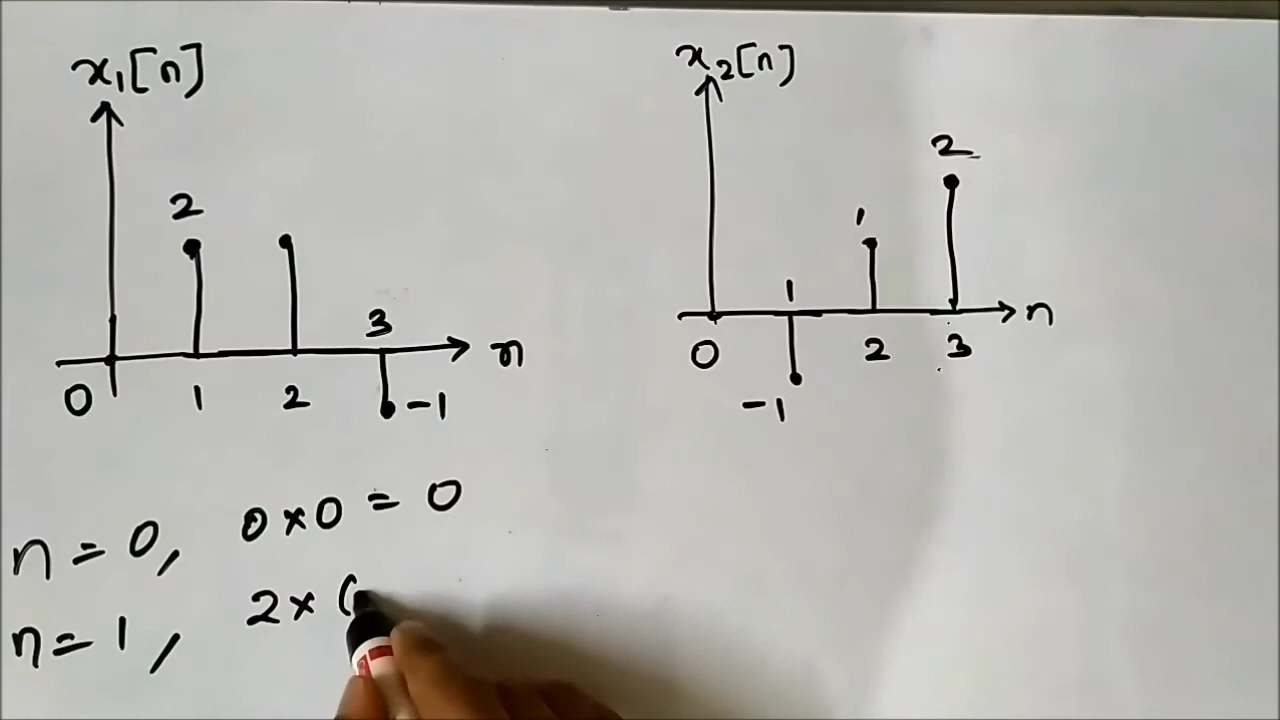 x₁[n]
2
3
n
0 1 2 -1
x₂[n]
2
1
1
n
0 2 3
-1
n = 0, 0 × 0 = 0
n = 1, 2 × (